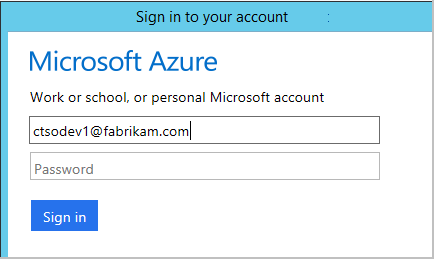 Sign in to your account
Microsoft Azure
Work or school, or personal Microsoft account
ctsodev1@fabrikam.com
Password
Sign in